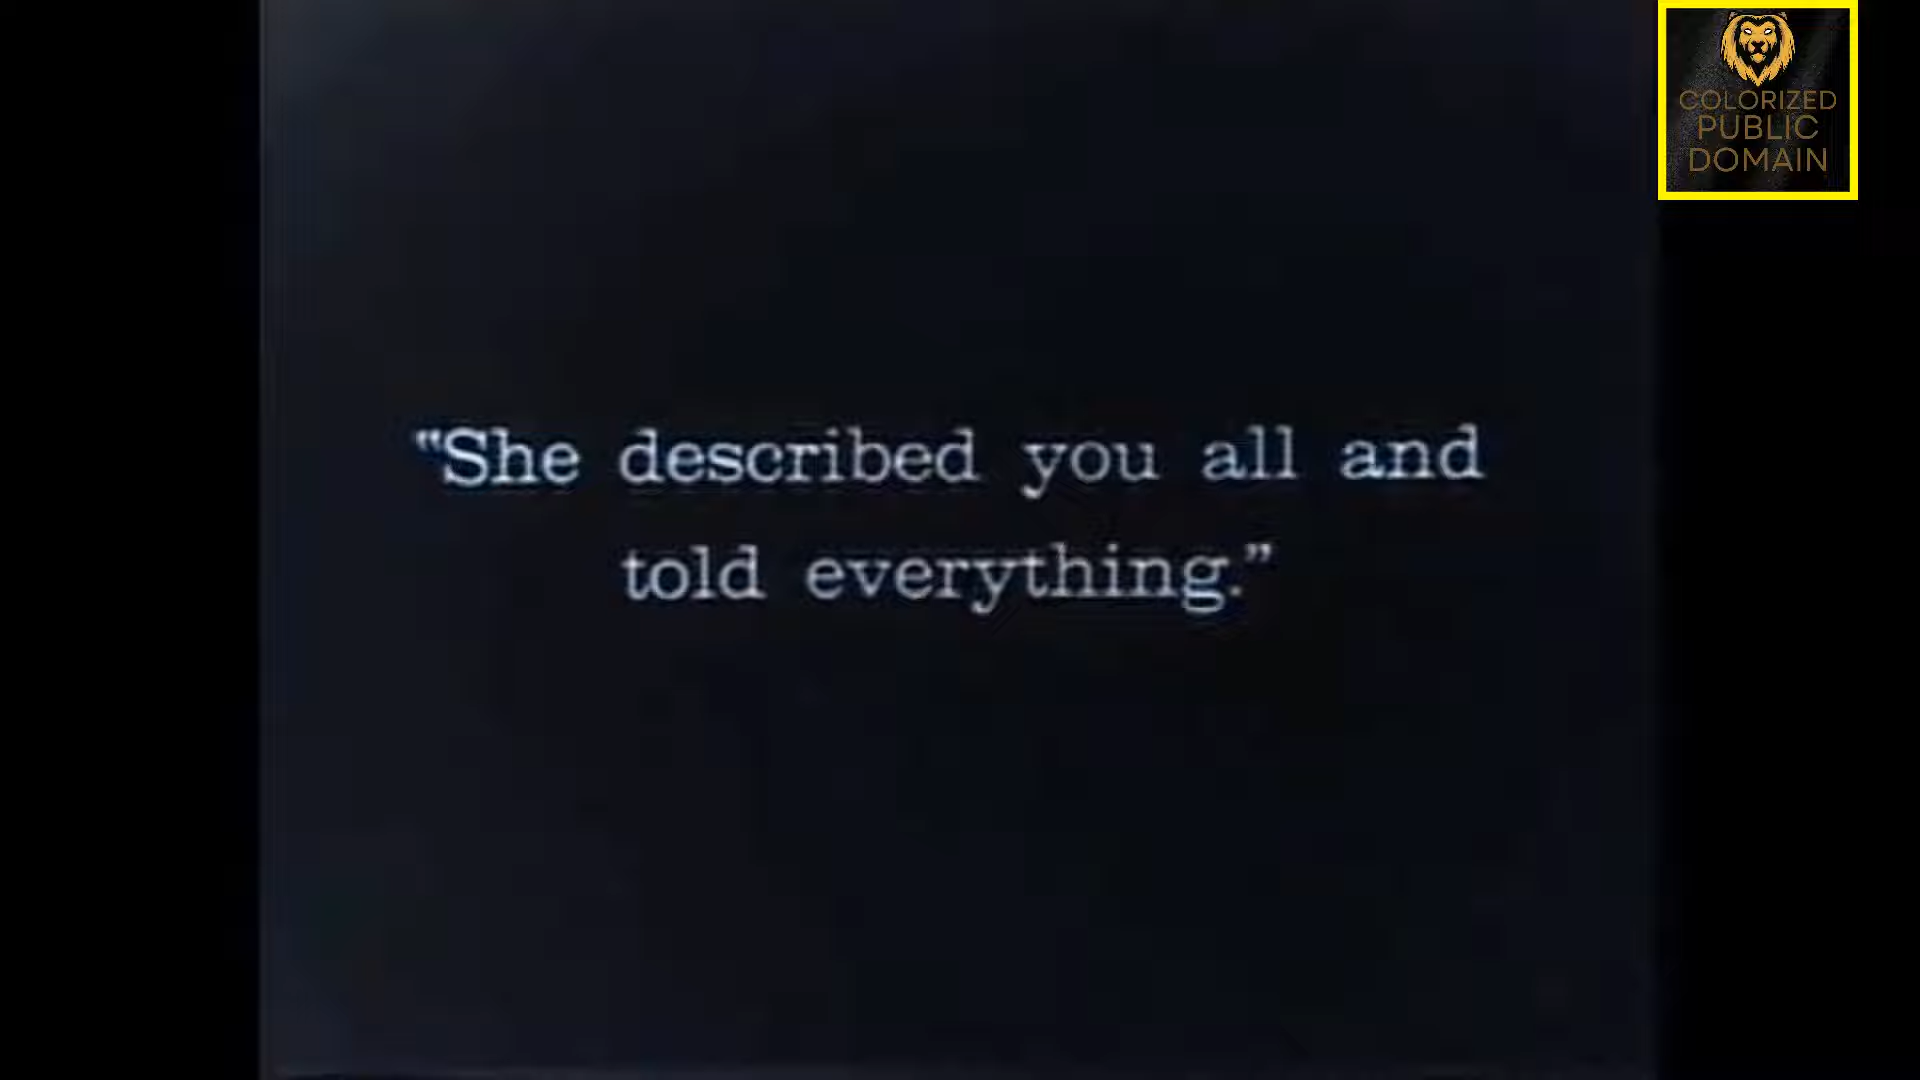 COLORIZED
PUBLIC
DOMAIN
"She described you all and
told everything.”